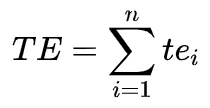 TE = \sum_{i=1}^{n} te_i